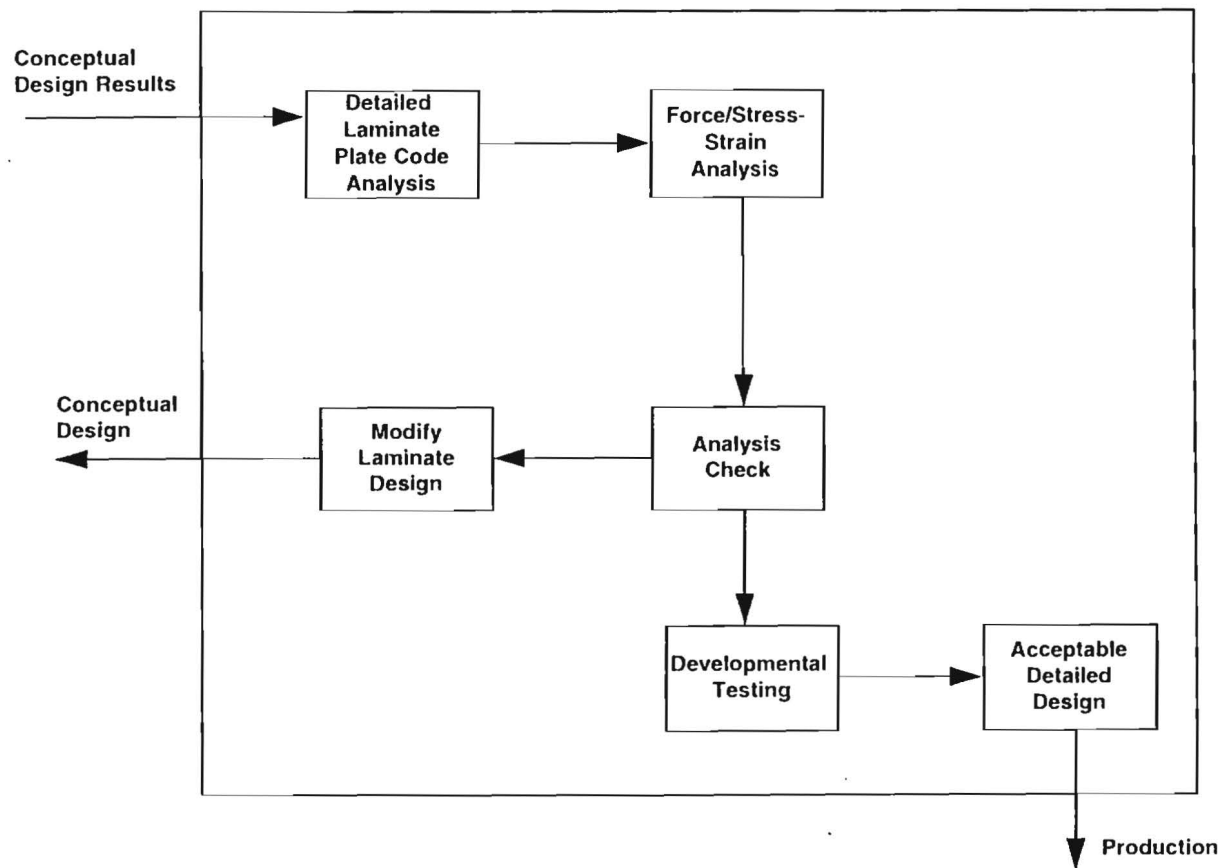 Conceptual
Design Results
Detailed
Laminate
Plate Code
Analysis
Force/Stress-
Strain
Analysis
Conceptual
Design
Modify
Laminate
Design
Analysis
Check
Developmental
Testing
Acceptable
Detailed
Design
Production